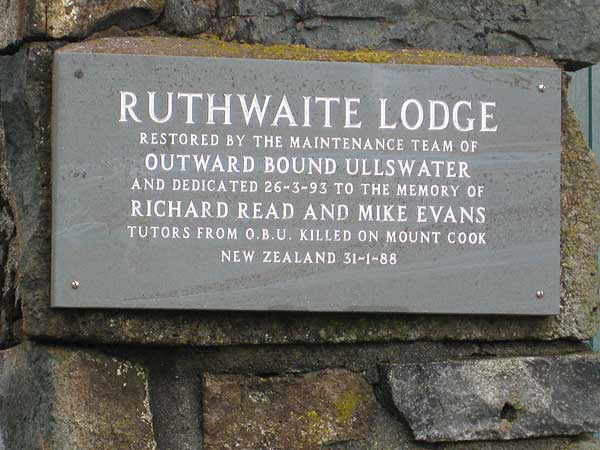 RUTHWAITE LODGE
RESTORED BY THE MAINTENANCE TEAM OF
OUTWARD BOUND ULLSWATER
AND DEDICATED 26-3-93 TO THE MEMORY OF
RICHARD READ AND MIKE EVANS
TUTORS FROM O.B.U. KILLED ON MOUNT COOK
NEW ZEALAND 31-1-88